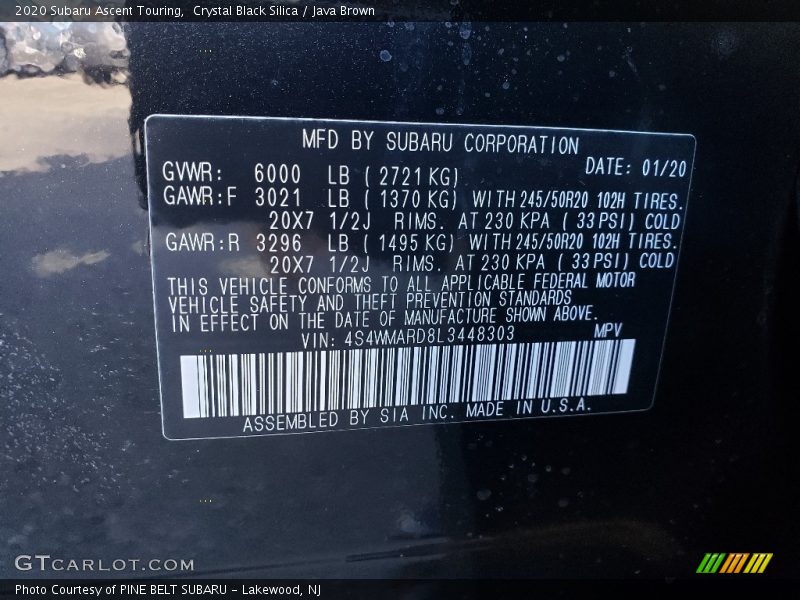 2020 Subaru Ascent Touring, Crystal Black Silica / Java Brown
MFD BY SUBARU CORPORATION
GVWR: 6000 LB (2721 KG) DATE: 01/20
GAWR:F 3021 LB (1370 KG) WITH 245/50R20 102H TIRES.
20X7 1/2J RIMS. AT 230 KPA (33 PSI) COLD
GAWR:R 3296 LB (1495 KG) WITH 245/50R20 102H TIRES.
20X7 1/2J RIMS. AT 230 KPA (33 PSI) COLD
THIS VEHICLE CONFORMS TO ALL APPLICABLE FEDERAL MOTOR
VEHICLE SAFETY AND THEFT PREVENTION STANDARDS
IN EFFECT ON THE DATE OF MANUFACTURE SHOWN ABOVE.
VIN: 4S4WMARD8L3448303 MPV
ASSEMBLED BY SIA INC. MADE IN U.S.A.
GTCARLOT.COM
Photo Courtesy of PINE BELT SUBARU - Lakewood, NJ